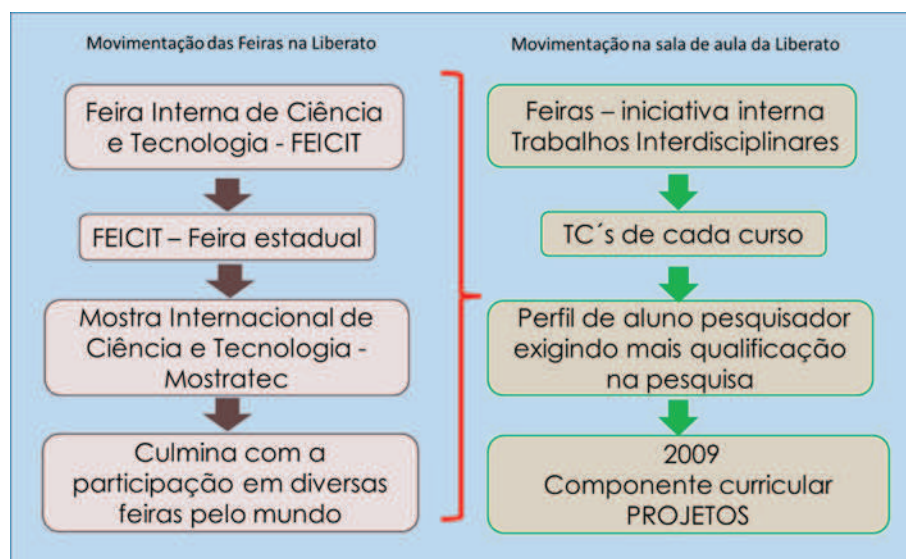 Movimentação das Feiras na Liberato
Feira Interna de Ciência
e Tecnologia - FEICIT
FEICIT – Feira estadual
Mostra Internacional de
Ciência e Tecnologia -
Mostratec
Culmina com a
participação em diversas
feiras pelo mundo
Movimentação na sala de aula da Liberato
Feiras – iniciativa interna
Trabalhos Interdisciplinares
TC´s de cada curso
Perfil de aluno pesquisador
exigindo mais qualificação
na pesquisa
2009
Componente curricular
PROJETOS